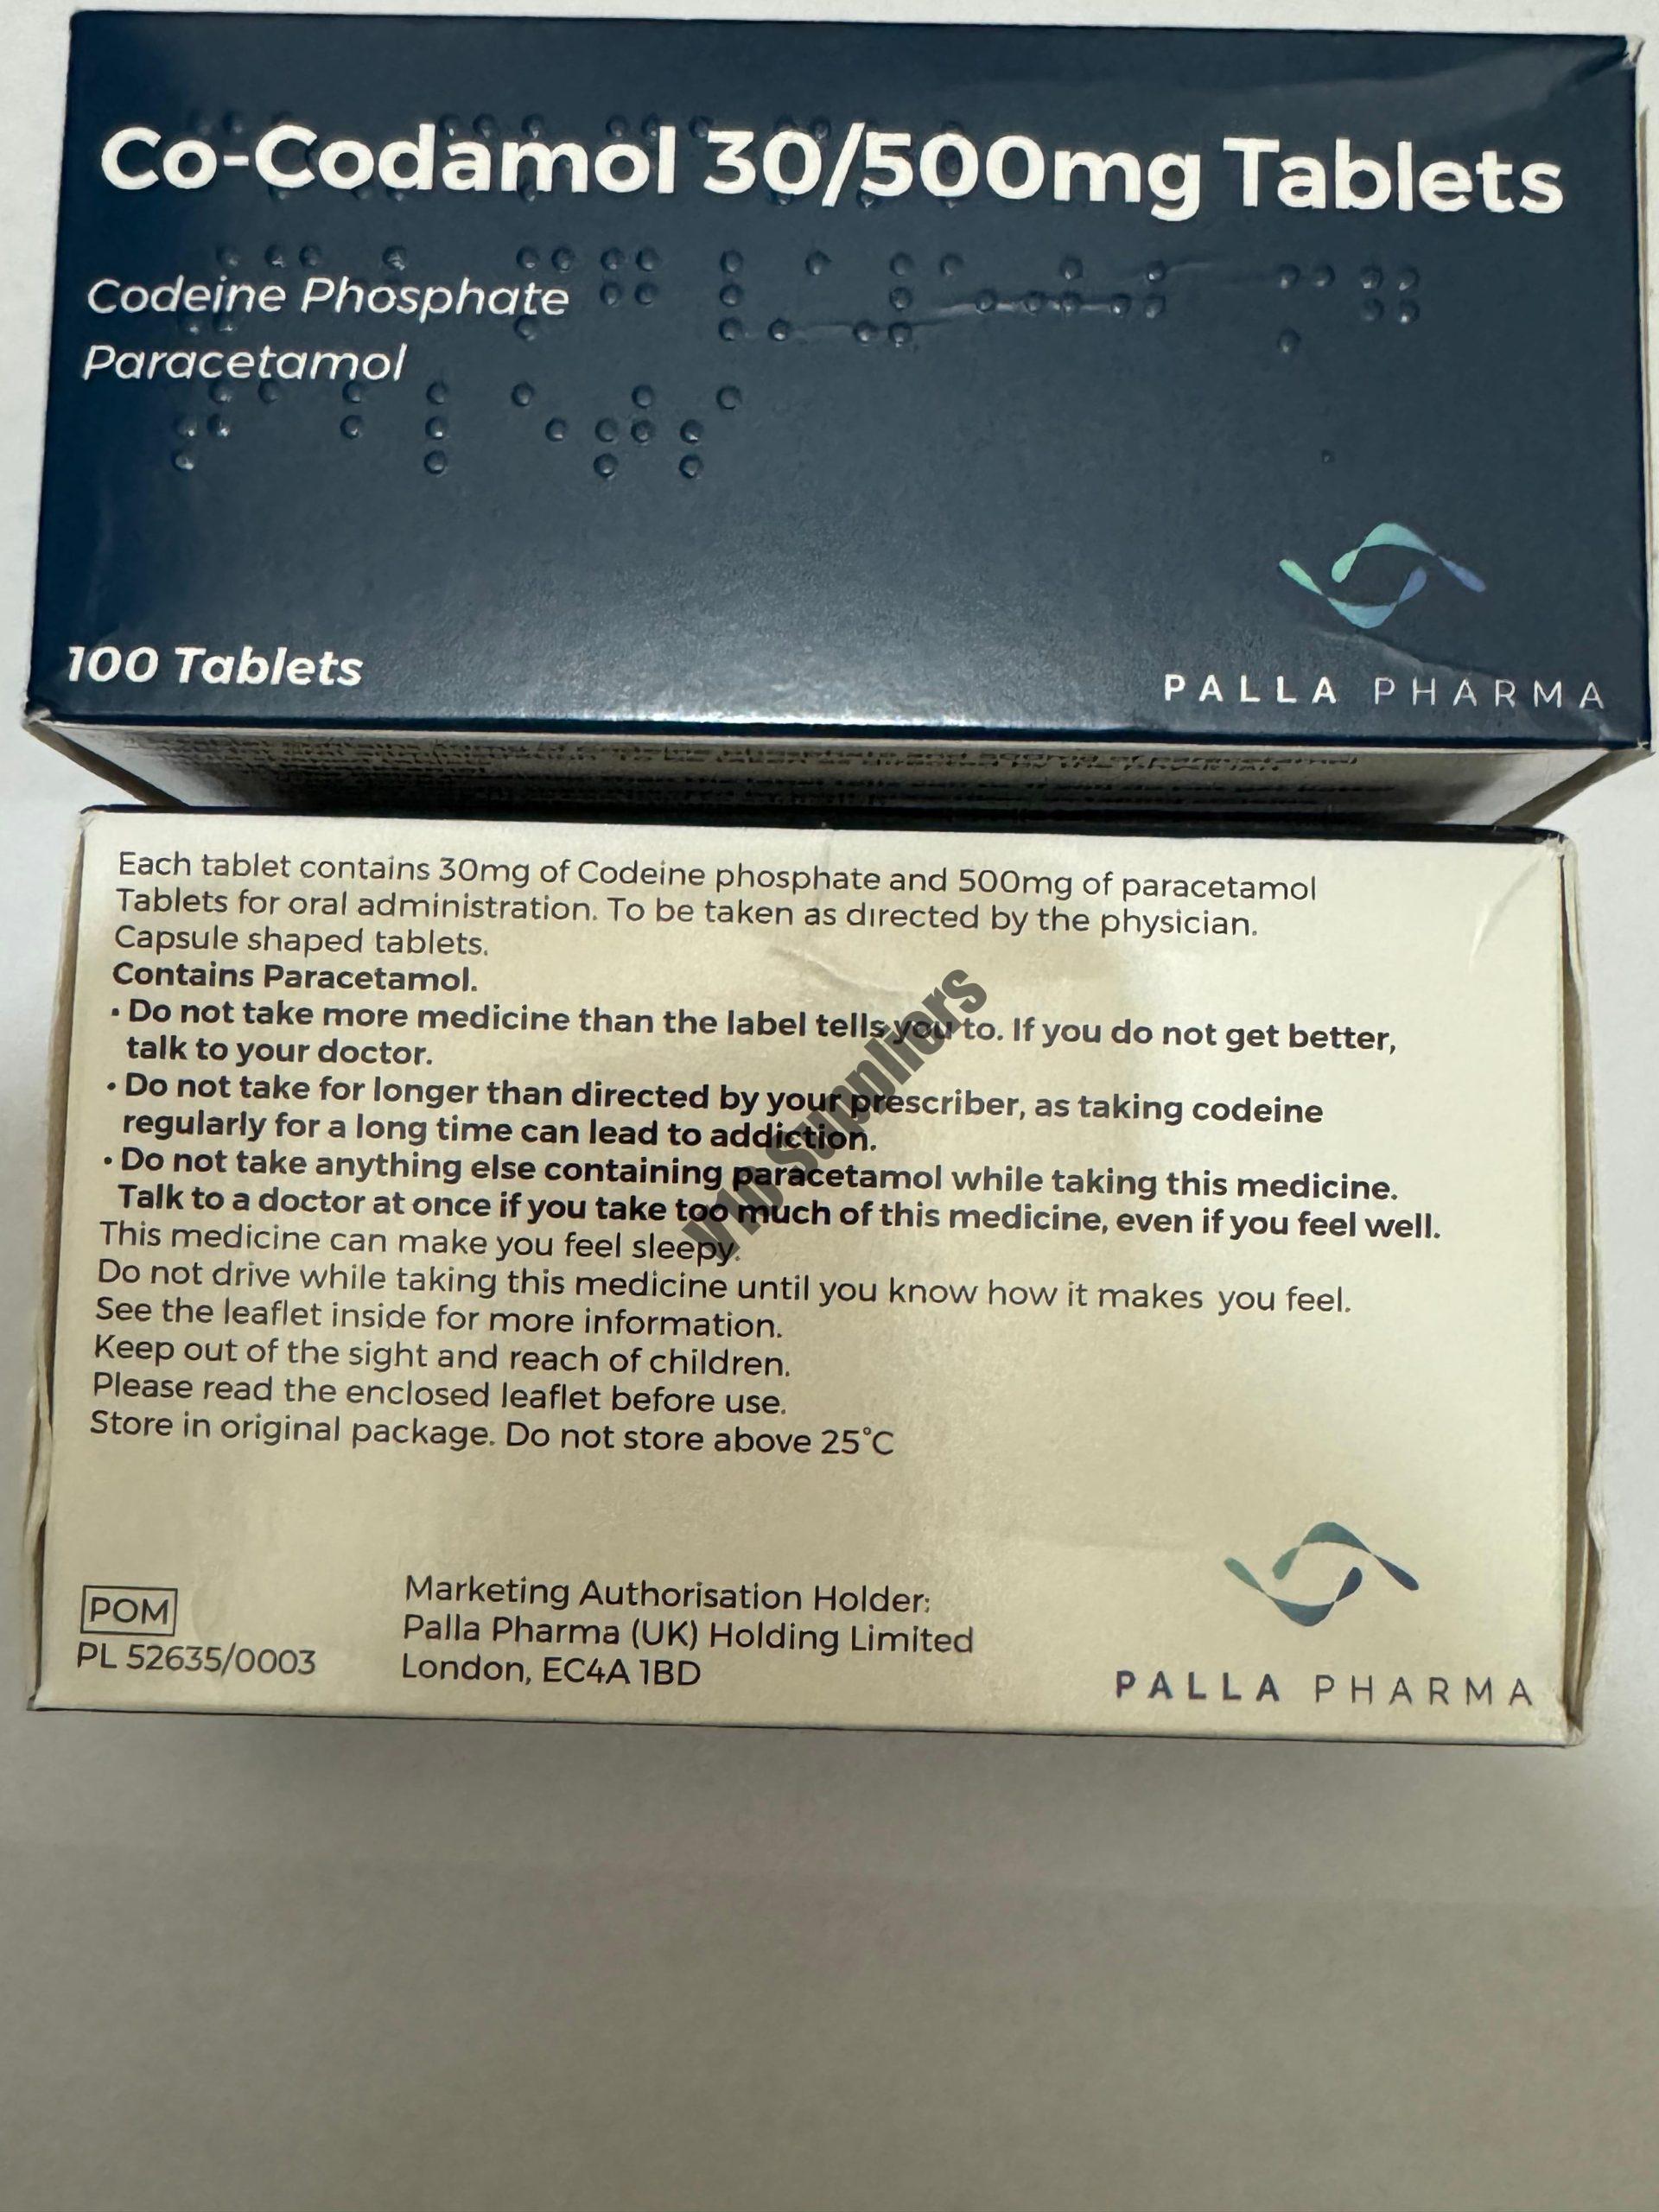 Co-Codamol 30/500mg Tablets
Codeine Phosphate
Paracetamol
100 Tablets
PALLA PHARMA
Each tablet contains 30mg of Codeine phosphate and 500mg of paracetamol
Tablets for oral administration. To be taken as directed by the physician.
Capsule shaped tablets.
Contains Paracetamol.
• Do not take more medicine than the label tells you to. If you do not get better,
talk to your doctor.
• Do not take for longer than directed by your prescriber, as taking codeine
regularly for a long time can lead to addiction.
• Do not take anything else containing paracetamol while taking this medicine.
Talk to a doctor at once if you take too much of this medicine, even if you feel well.
This medicine can make you feel sleepy.
Do not drive while taking this medicine until you know how it makes you feel.
See the leaflet inside for more information.
Keep out of the sight and reach of children.
Please read the enclosed leaflet before use.
Store in original package. Do not store above 25°C
V10 Suppliers
POM
PL 52635/0003
Marketing Authorisation Holder:
Palla Pharma (UK) Holding Limited
London, EC4A 1BD
PALLA PHARMA